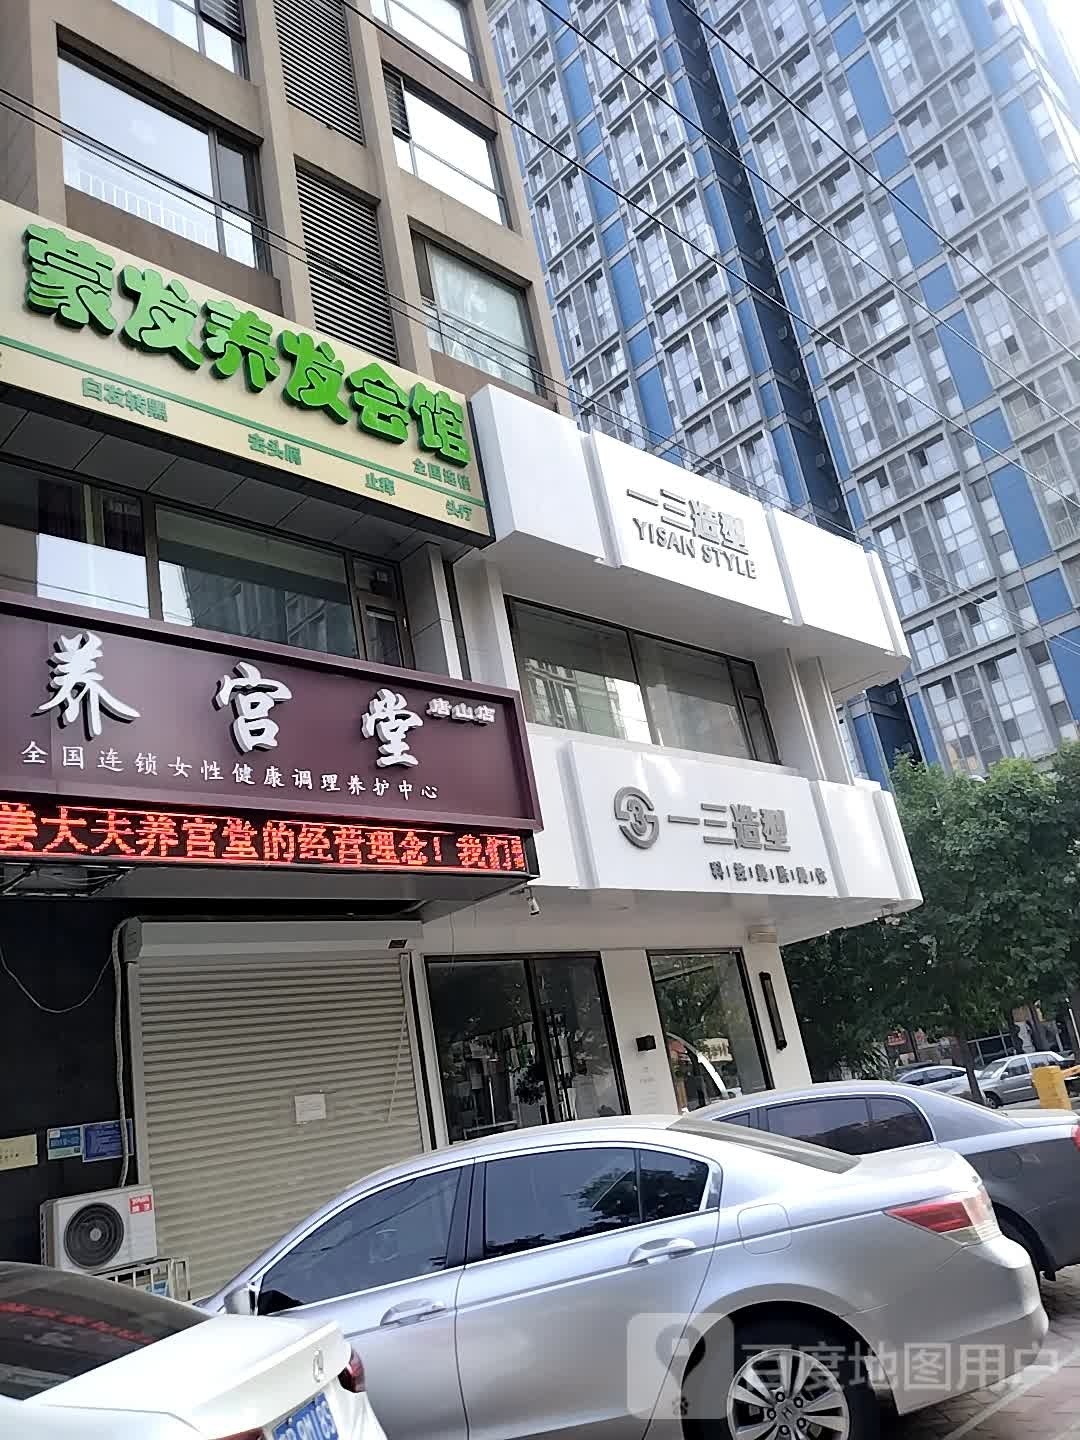 蒙发养发会馆
白发转黑 去头屑 止痒 头疗
全国连锁
一三造型
YISAN STYLE
养宫堂 唐山店
全国连锁女性健康调理养护中心
姜大夫养宫堂的经营理念！我们
一三造型
百度地图用户